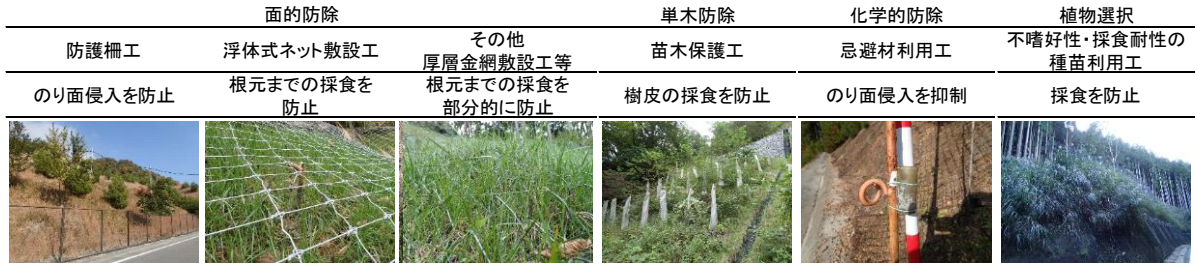 面的防除 単木防除 化学的防除 植物選択
防護柵工 浮体式ネット敷設工 その他
厚層金網敷設工等 苗木保護工 忌避材利用工 不嗜好性・採食耐性の
種苗利用工
のり面侵入を防止 根元までの採食を
防止 根元までの採食を
部分的に防止 樹皮の採食を防止 のり面侵入を抑制 採食を防止